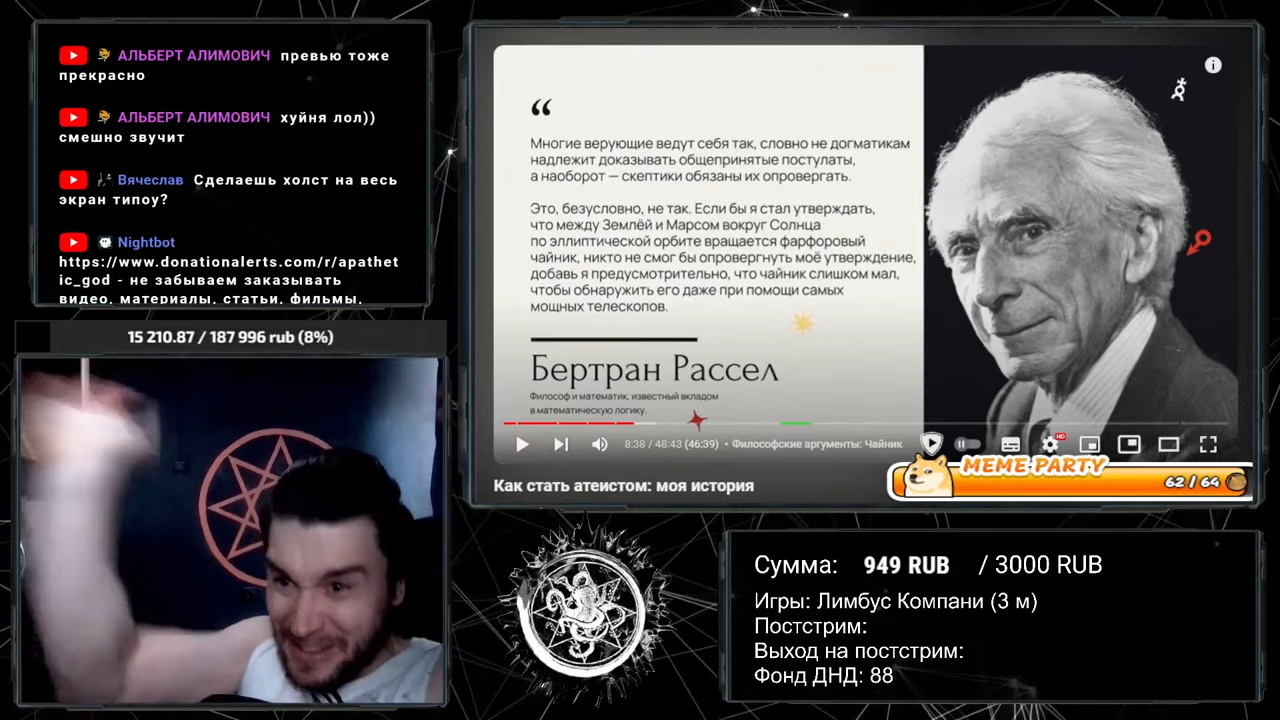 АЛЬБЕРТ АЛИМОВИЧ превью тоже
прекрасно
АЛЬБЕРТ АЛИМОВИЧ хуйня лол))
смешно звучит
Вячеслав Сделаешь холст на весь
экран типоу?
Nightbot
https://www.donationalerts.com/r/apathet
ic_god - не забываем заказывать
видео, материалы, статьи, фильмы,
15 210.87 / 187 996 rub (8%)
“
Многие верующие ведут себя так, словно не догматикам
надлежит доказывать общепринятые постулаты,
а наоборот — скептики обязаны их опровергать.
Это, безусловно, не так. Если бы я стал утверждать,
что между Землёй и Марсом вокруг Солнца
по эллиптической орбите вращается фарфоровый
чайник, никто не смог бы опровергнуть моё утверждение,
добавь я предусмотрительно, что чайник слишком мал,
чтобы обнаружить его даже при помощи самых
мощных телескопов.
Бертран Рассел
Философ и математик, известный вкладом
в математическую логику.
8:38 / 48:43 (46:39) • Философские аргументы: Чайник
HD
MEME PARTY
62 / 64
Как стать атеистом: моя история
Сумма: 949 RUB / 3000 RUB
Игры: Лимбус Компани (3 м)
Постстрим:
Выход на постстрим:
Фонд ДНД: 88